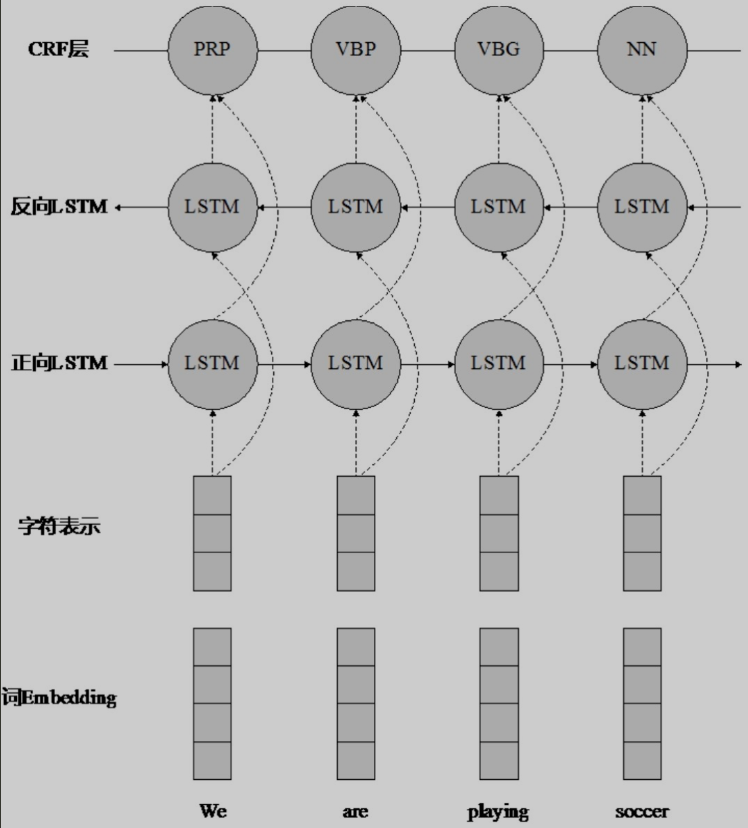 CRF层 PRP VBP VBG NN
反向LSTM LSTM LSTM LSTM LSTM
正向LSTM LSTM LSTM LSTM LSTM
字符表示
词Embedding
We are playing soccer